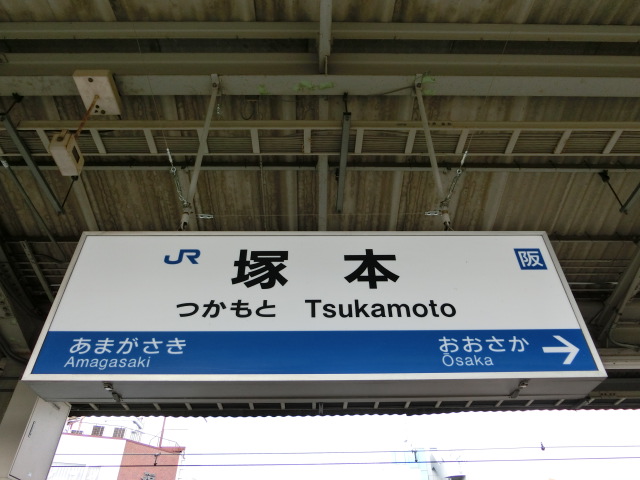 JR 塚本 阪
つかもと Tsukamoto
あまがさき おおさか
Amagasaki Ōsaka